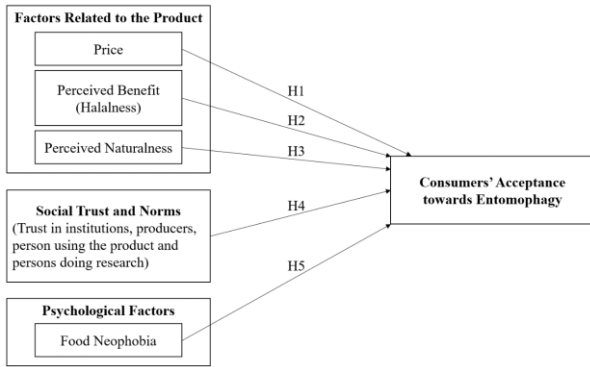 Factors Related to the Product
Price
Perceived Benefit
(Halalness)
Perceived Naturalness
H1
H2
H3
Social Trust and Norms
(Trust in institutions, producers,
person using the product and
persons doing research)
H4
Psychological Factors
Food Neophobia
H5
Consumers’ Acceptance
towards Entomophagy